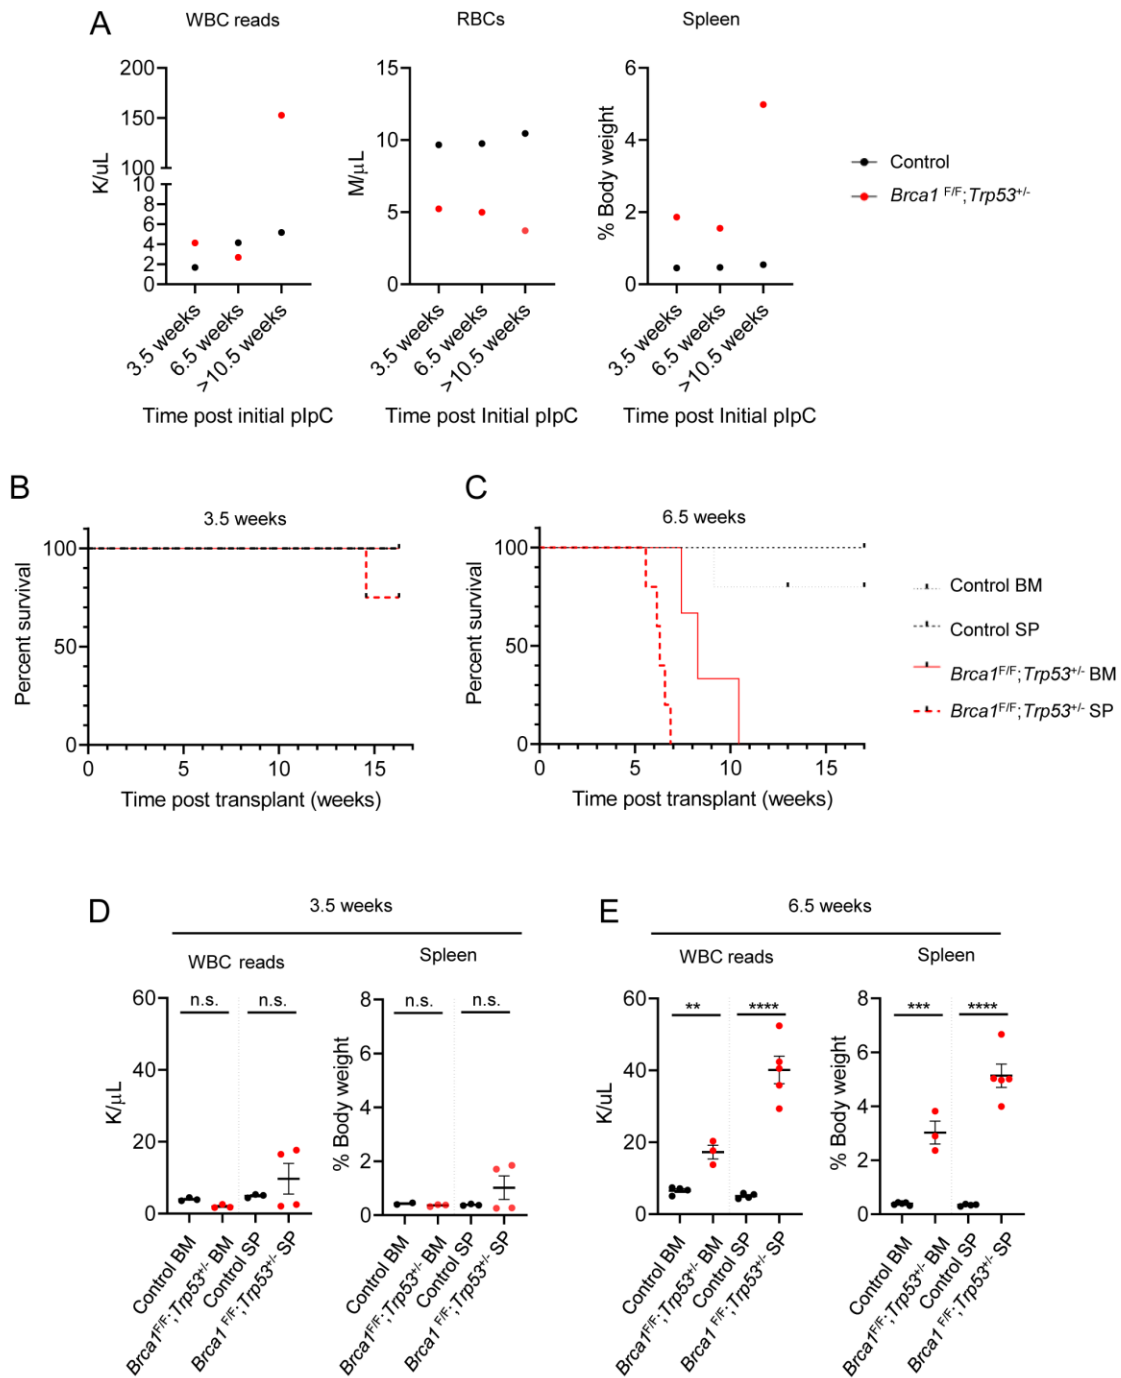 A
WBC reads
RBCs
Spleen
200
150
100
10
8
6
4
2
0
K/uL
15
10
5
0
M/μL
6
4
2
0
% Body weight
Control
Brca1 F/F;Trp53+/-
3.5 weeks
6.5 weeks
>10.5 weeks
3.5 weeks
6.5 weeks
>10.5 weeks
3.5 weeks
6.5 weeks
>10.5 weeks
Time post initial pIpC
Time post Initial pIpC
Time post Initial pIpC
B
3.5 weeks
100
50
0
Percent survival
0 5 10 15
Time post transplant (weeks)
C
6.5 weeks
100
50
0
Percent survival
0 5 10 15
Time post transplant (weeks)
Control BM
Control SP
Brca1F/F;Trp53+/- BM
Brca1F/F;Trp53+/- SP
D
3.5 weeks
WBC reads
Spleen
n.s. n.s.
60
40
20
0
K/μL
Control BM
Brca1F/F;Trp53+/- BM
Control SP
Brca1 F/F;Trp53+/- SP
n.s. n.s.
8
6
4
2
0
% Body weight
Control BM
Brca1F/F;Trp53+/- BM
Control SP
Brca1 F/F;Trp53+/- SP
E
6.5 weeks
WBC reads
Spleen
** ****
60
40
20
0
K/uL
Control BM
Brca1F/F;Trp53+/- BM
Control SP
Brca1 F/F;Trp53+/- SP
*** ****
8
6
4
2
0
% Body weight
Control BM
Brca1F/F;Trp53+/- BM
Control SP
Brca1 F/F;Trp53+/- SP